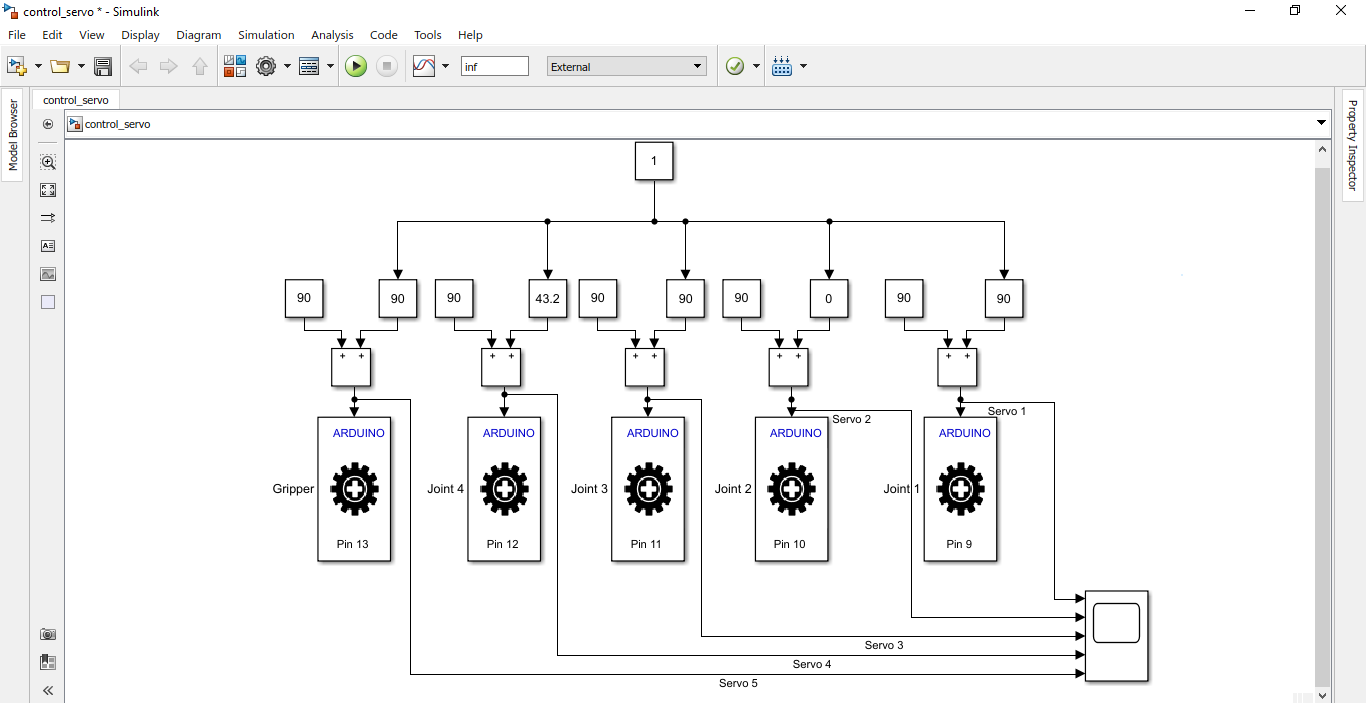 control_servo * - Simulink
File Edit View Display Diagram Simulation Analysis Code Tools Help
inf External
control_servo
control_servo
Model Browser
Property Inspector
1
90 90 90 43.2 90 90 90 0 90 90
+ + + + + + + + + +
Servo 2 Servo 1
ARDUINO ARDUINO ARDUINO ARDUINO ARDUINO
Gripper Joint 4 Joint 3 Joint 2 Joint 1
Pin 13 Pin 12 Pin 11 Pin 10 Pin 9
Servo 3
Servo 4
Servo 5